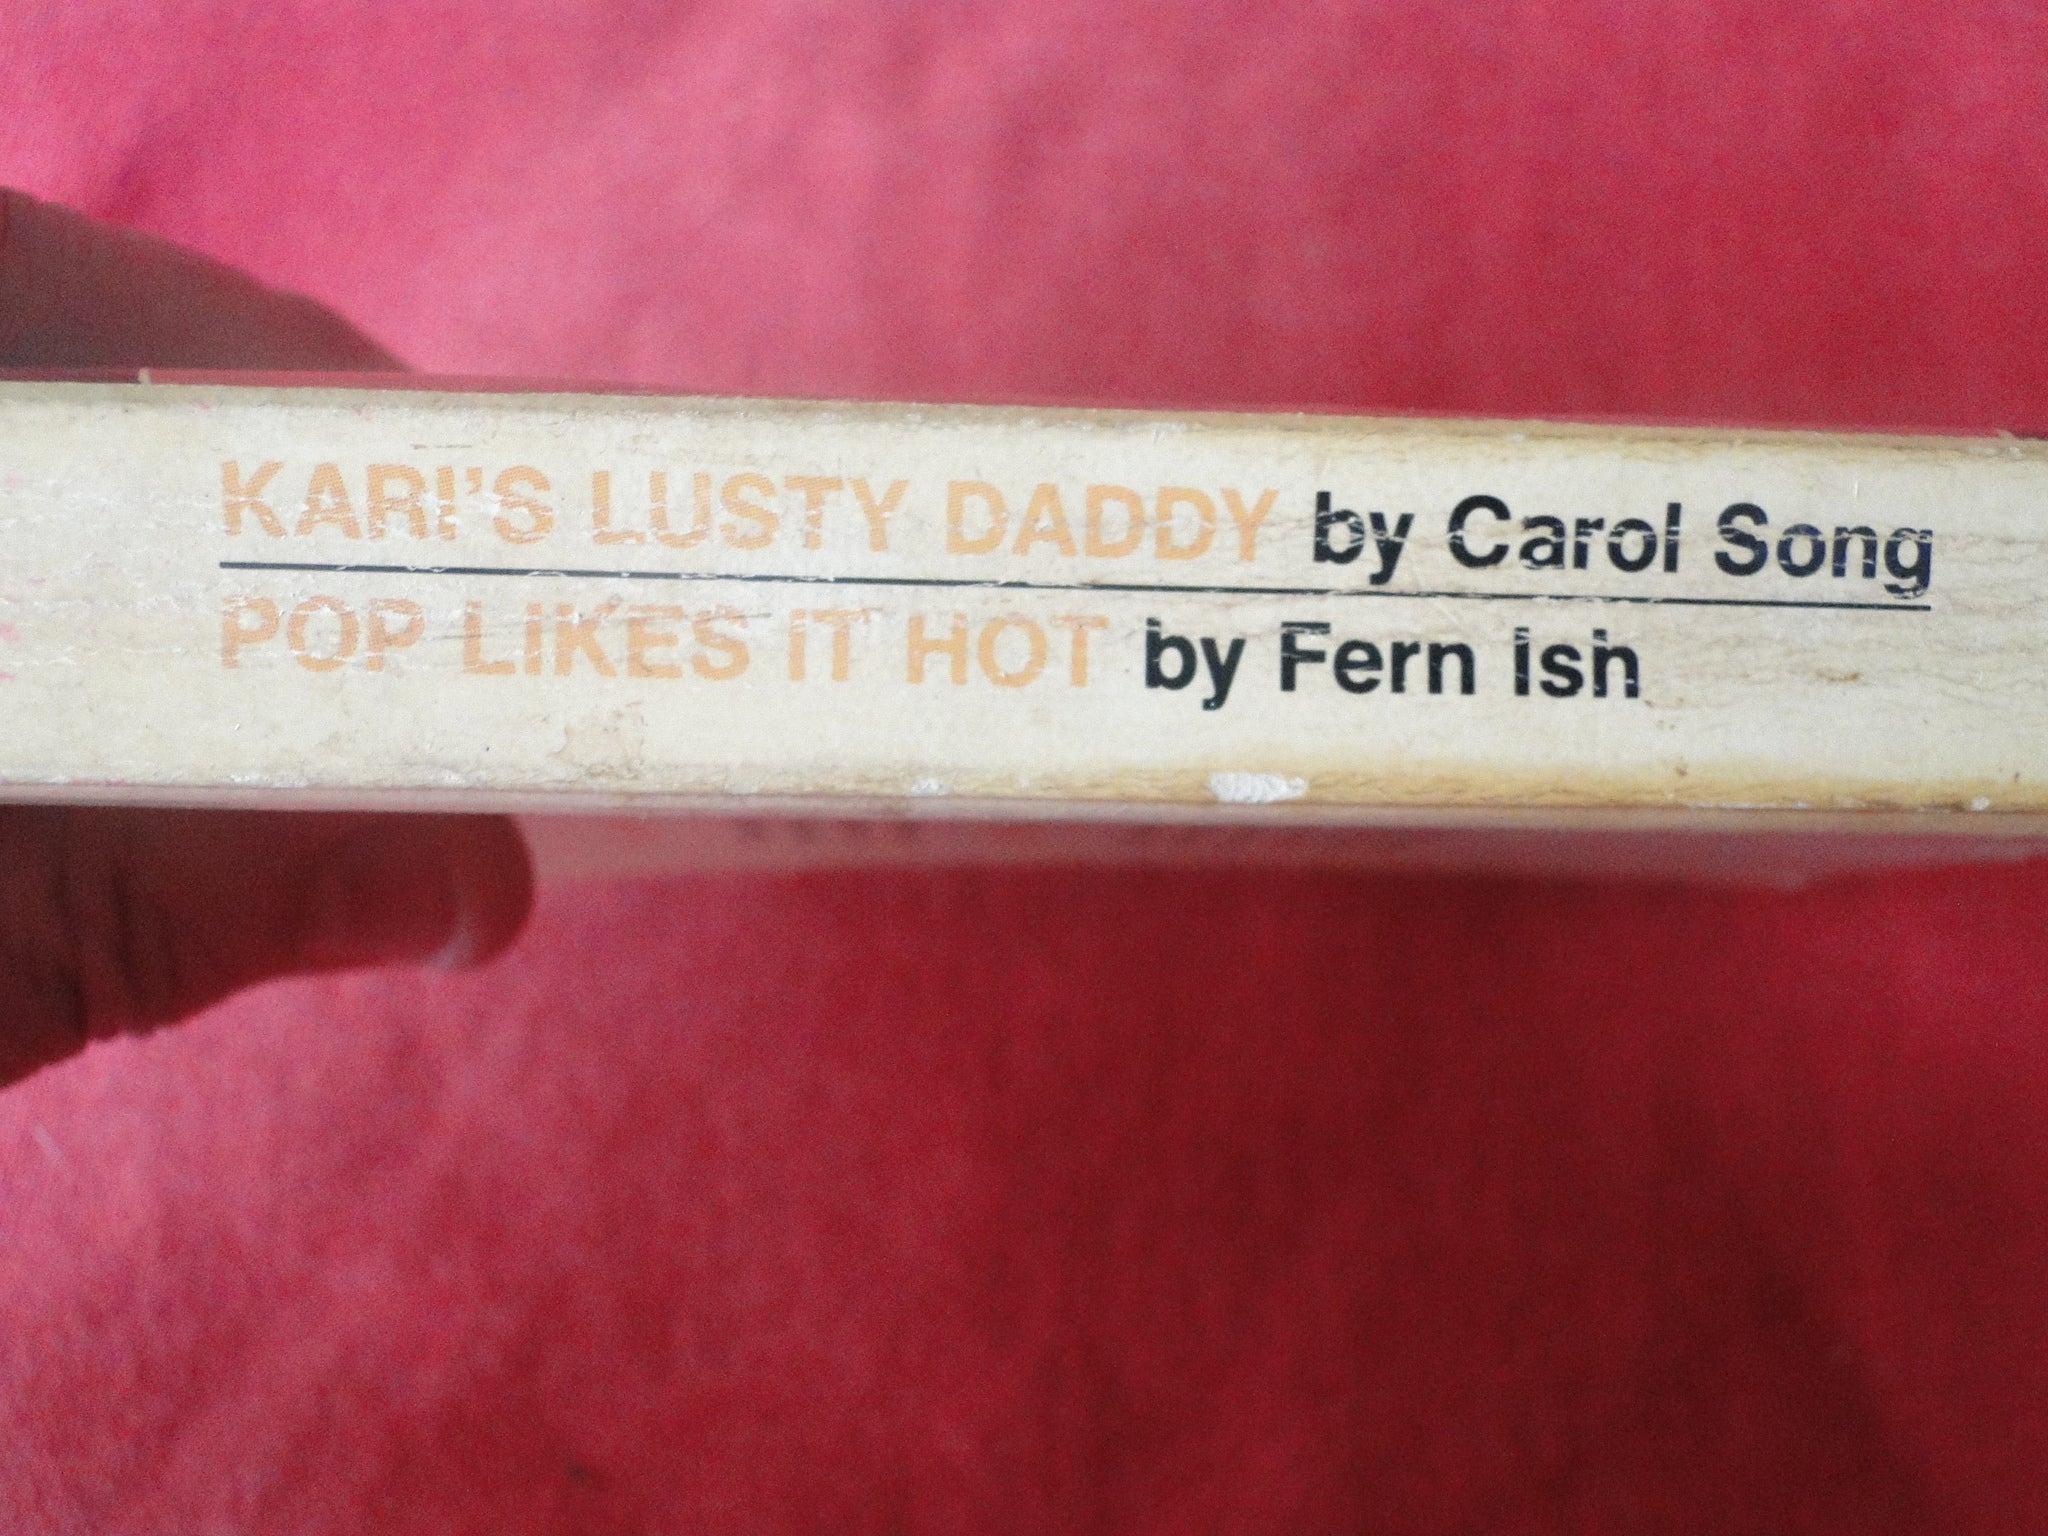 KARI'S LUSTY DADDY by Carol Song
POP LIKES IT HOT by Fern Ish